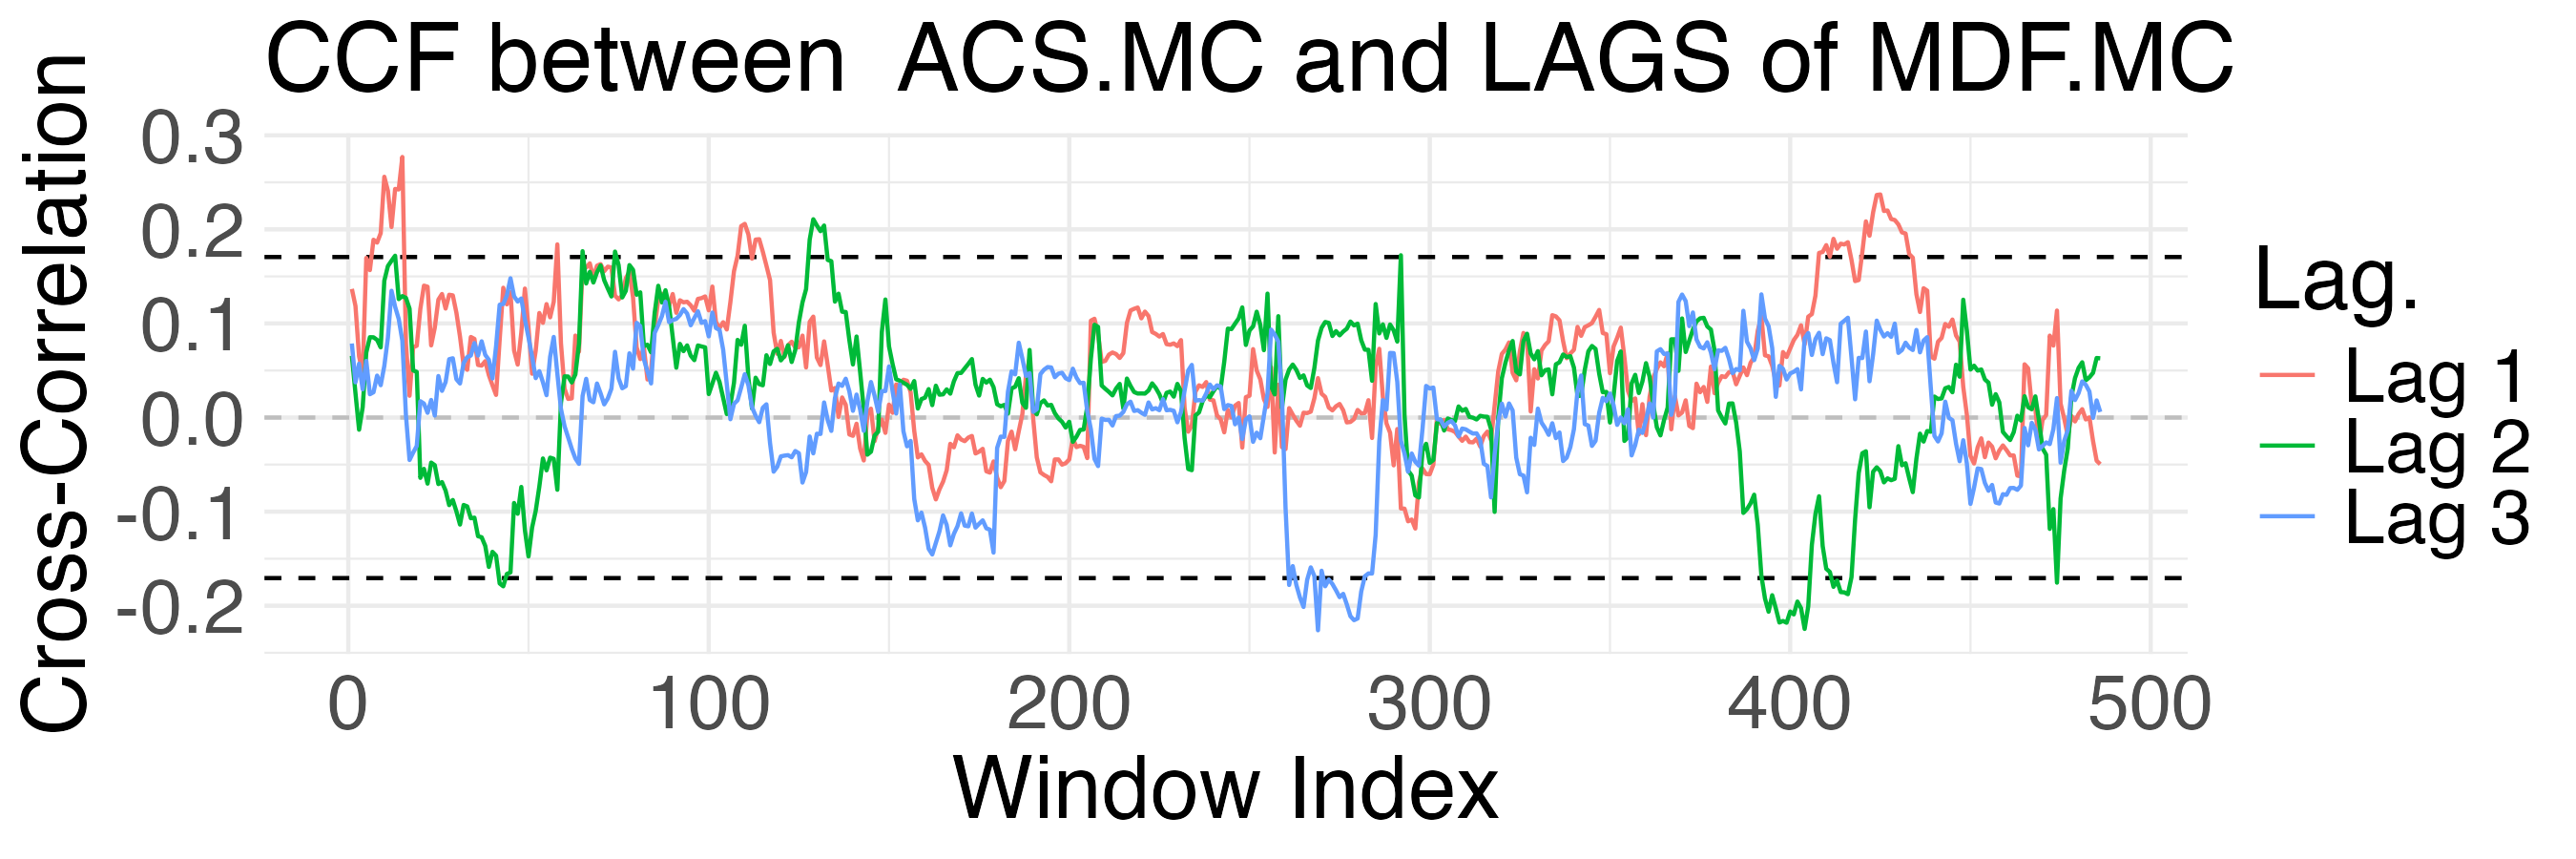 CCF between  ACS.MC and LAGS of MDF.MC
Cross-Correlation
0.3
0.2
0.1
0.0
-0.1
-0.2
0 100 200 300 400 500
Window Index
Lag.
Lag 1
Lag 2
Lag 3